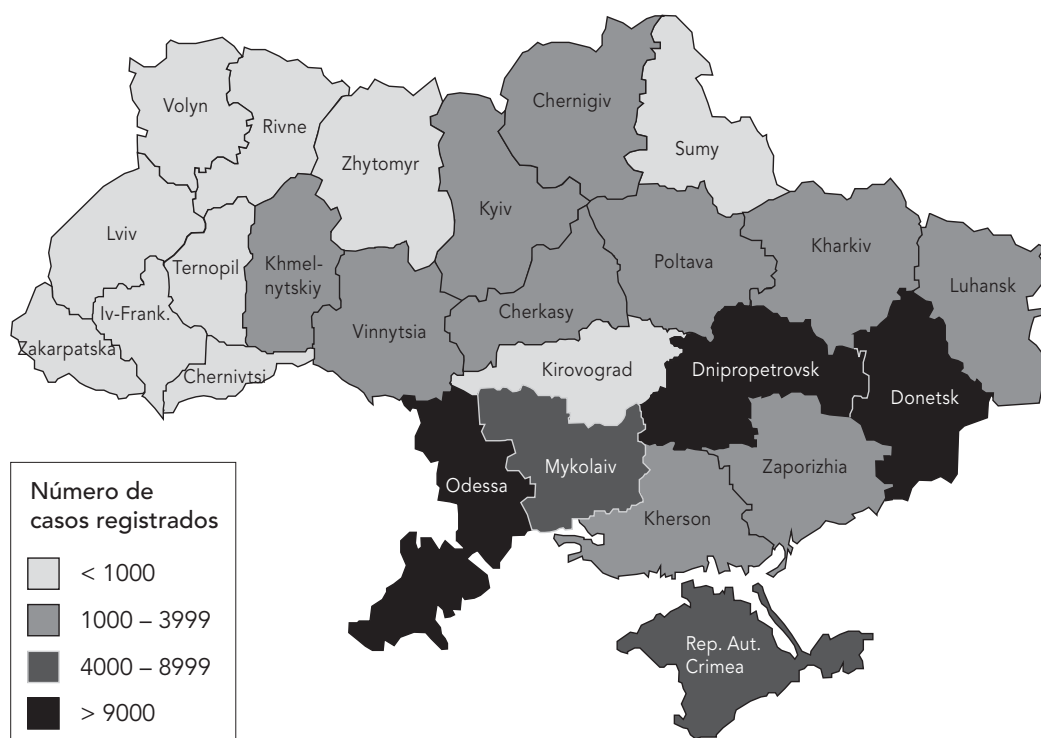 Volyn
Rivne
Zhytomyr
Chernigiv
Sumy
Kyiv
Lviv
Ternopil
Khmel-
nytskiy
Iv-Frank.
Zakarpatska
Chernivtsi
Vinnytsia
Cherkasy
Poltava
Kharkiv
Luhansk
Kirovograd
Dnipropetrovsk
Donetsk
Odessa
Mykolaiv
Zaporizhia
Kherson
Rep. Aut.
Crimea
Número de
casos registrados
< 1000
1000 – 3999
4000 – 8999
> 9000